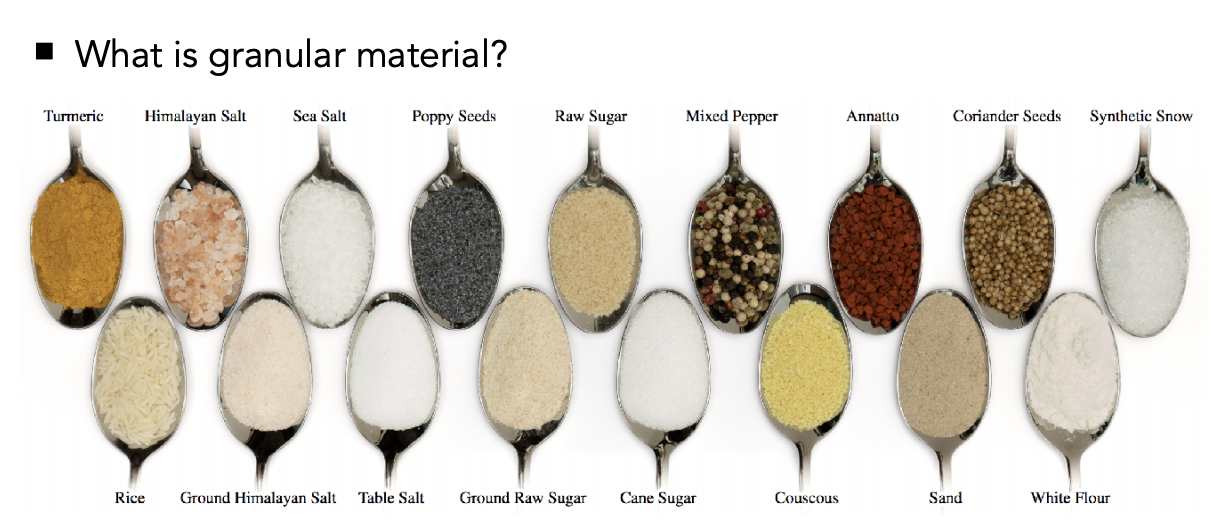 ■ What is granular material?
Turmeric Himalayan Salt Sea Salt Poppy Seeds Raw Sugar Mixed Pepper Annatto Coriander Seeds Synthetic Snow
Rice Ground Himalayan Salt Table Salt Ground Raw Sugar Cane Sugar Couscous Sand White Flour